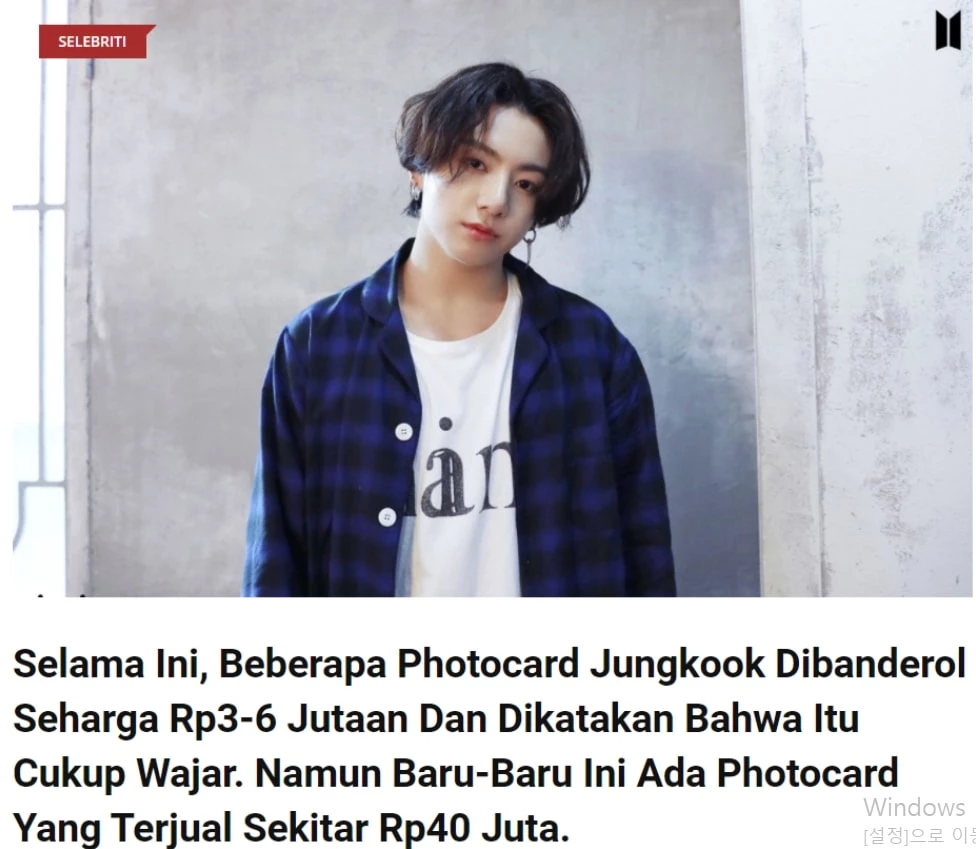 SELEBRITI
ian
Selama Ini, Beberapa Photocard Jungkook Dibanderol
Seharga Rp3-6 Jutaan Dan Dikatakan Bahwa Itu
Cukup Wajar. Namun Baru-Baru Ini Ada Photocard
Yang Terjual Sekitar Rp40 Juta.
Windows
[설정]으로